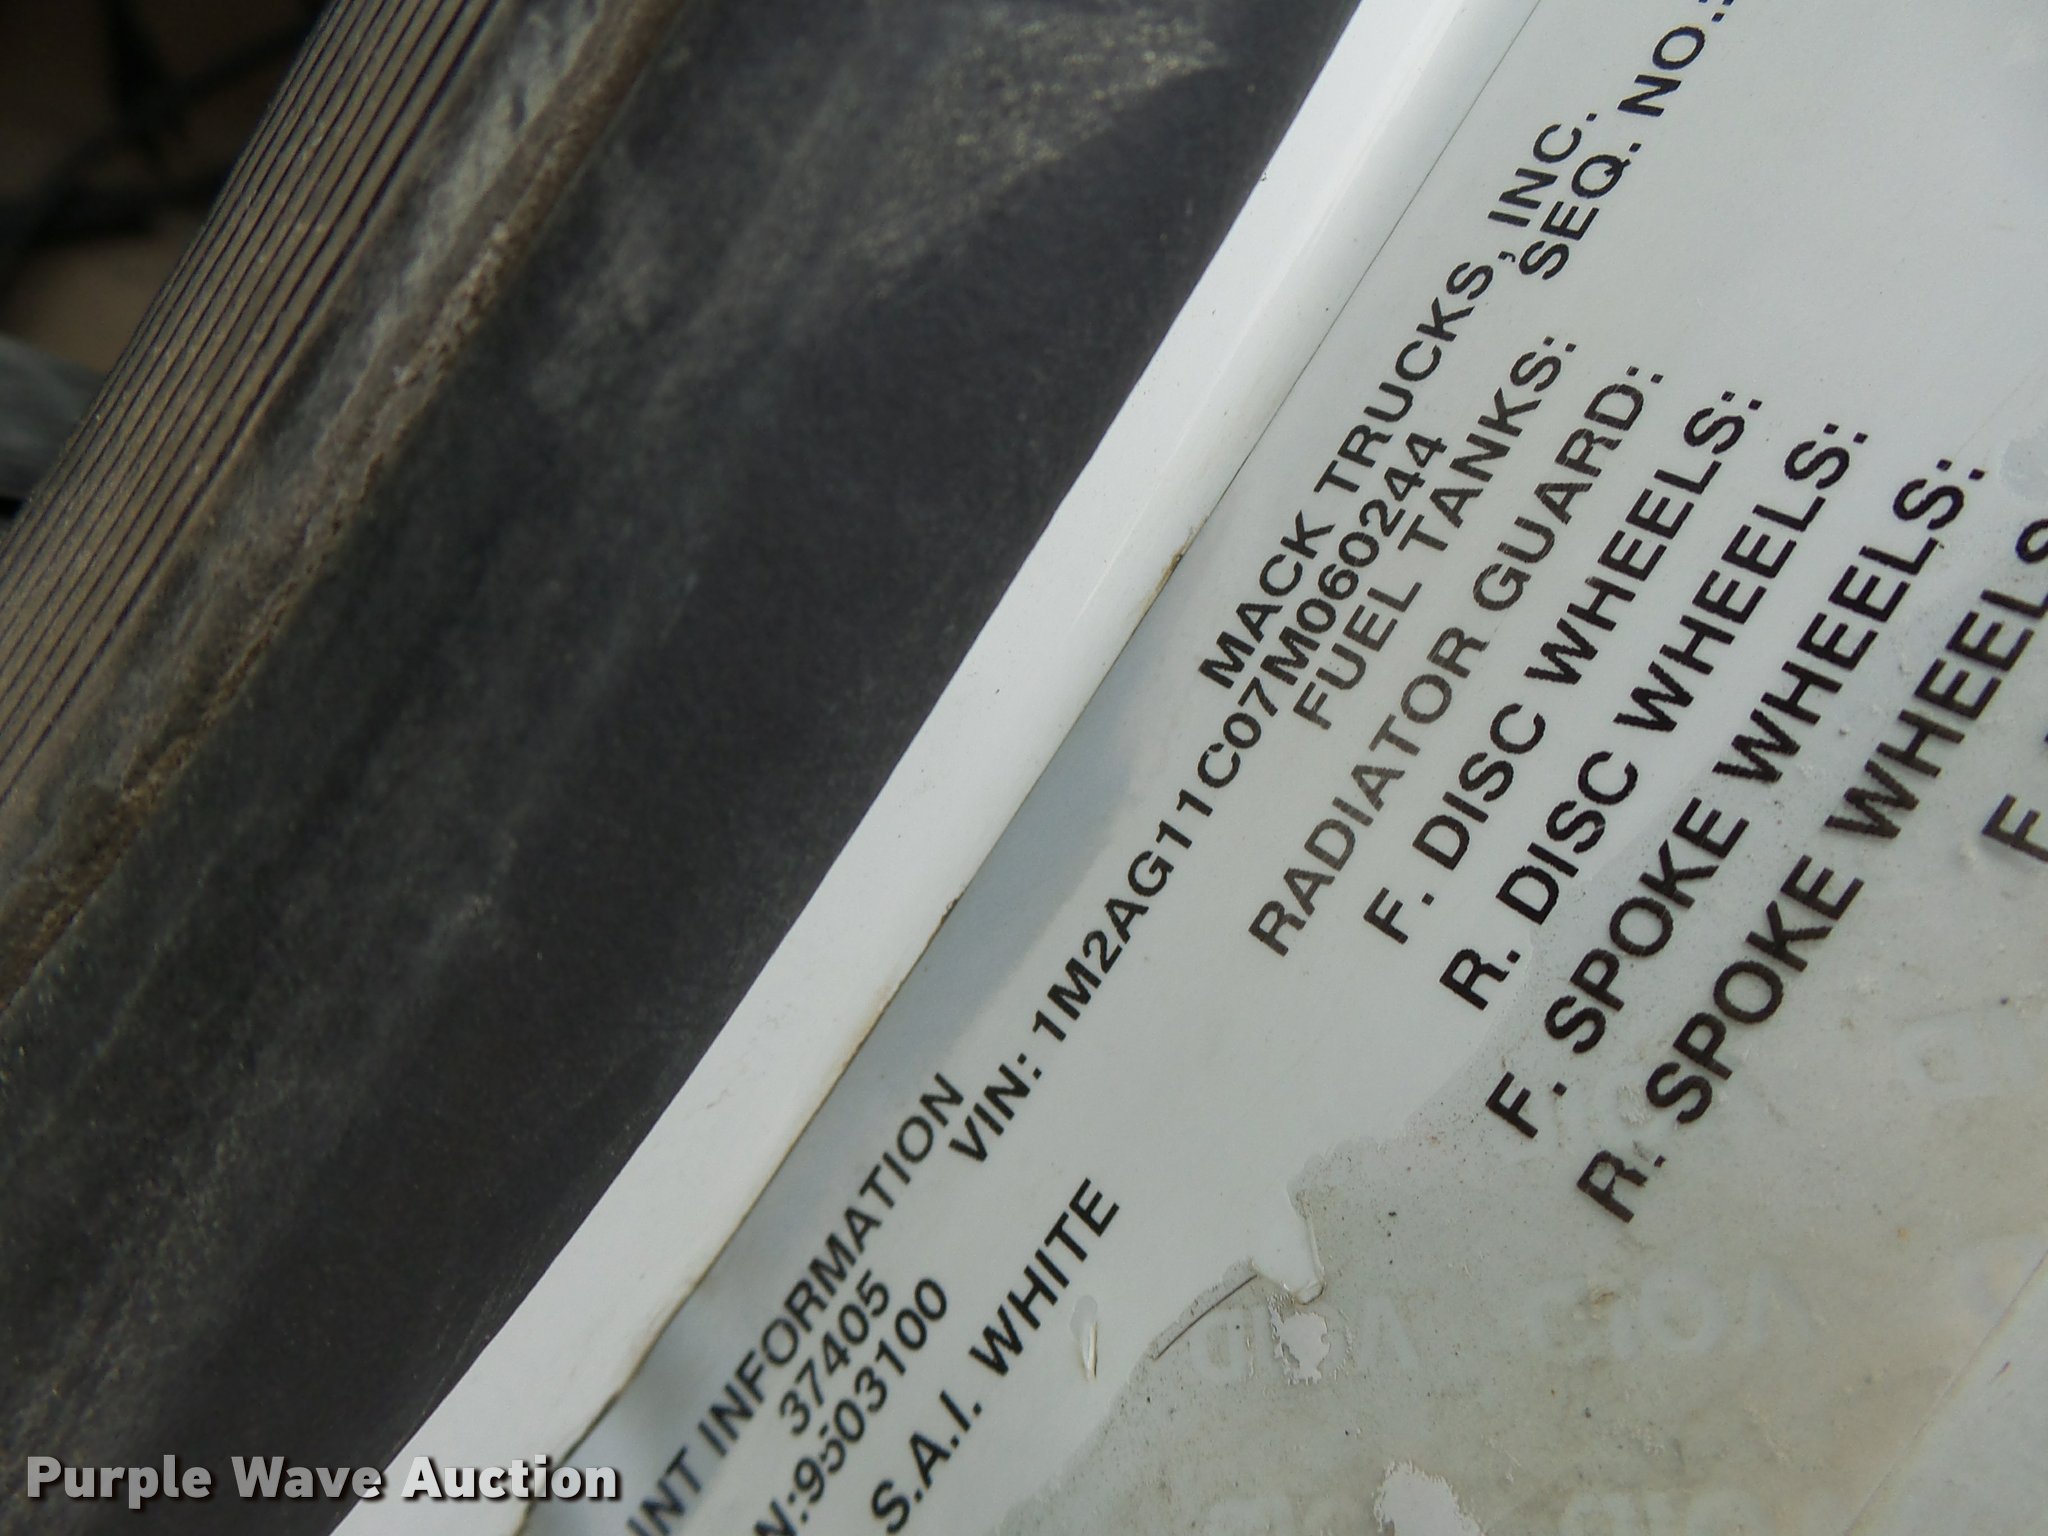 MACK TRUCKS, INC.
INT INFORMATION
VIN: 1M2AG11C07M060244
SEQ. NO.:
37405
FUEL TANKS:
N:9503100
RADIATOR GUARD:
S.A.I. WHITE
F. DISC WHEELS:
R. DISC WHEELS:
F. SPOKE WHEELS:
R. SPOKE WHEELS
F.
VOID
Purple Wave Auction